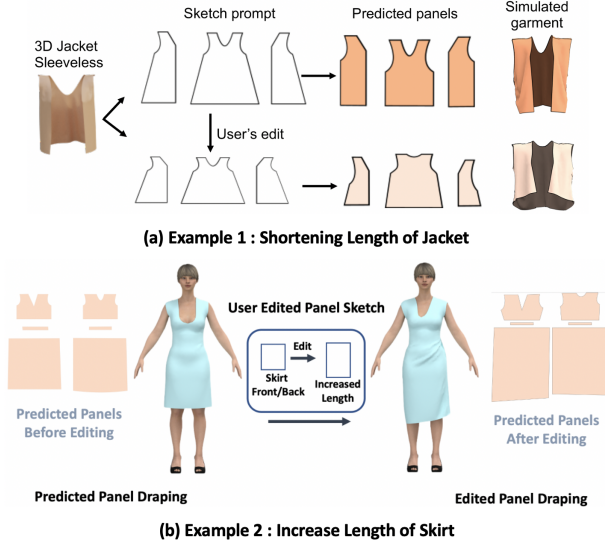 Sketch prompt
Predicted panels
Simulated
garment
3D Jacket
Sleeveless
User's edit
(a) Example 1 : Shortening Length of Jacket
User Edited Panel Sketch
Edit
Skirt
Front/Back
Increased
Length
Predicted Panels
Before Editing
Predicted Panels
After Editing
Predicted Panel Draping
Edited Panel Draping
(b) Example 2 : Increase Length of Skirt